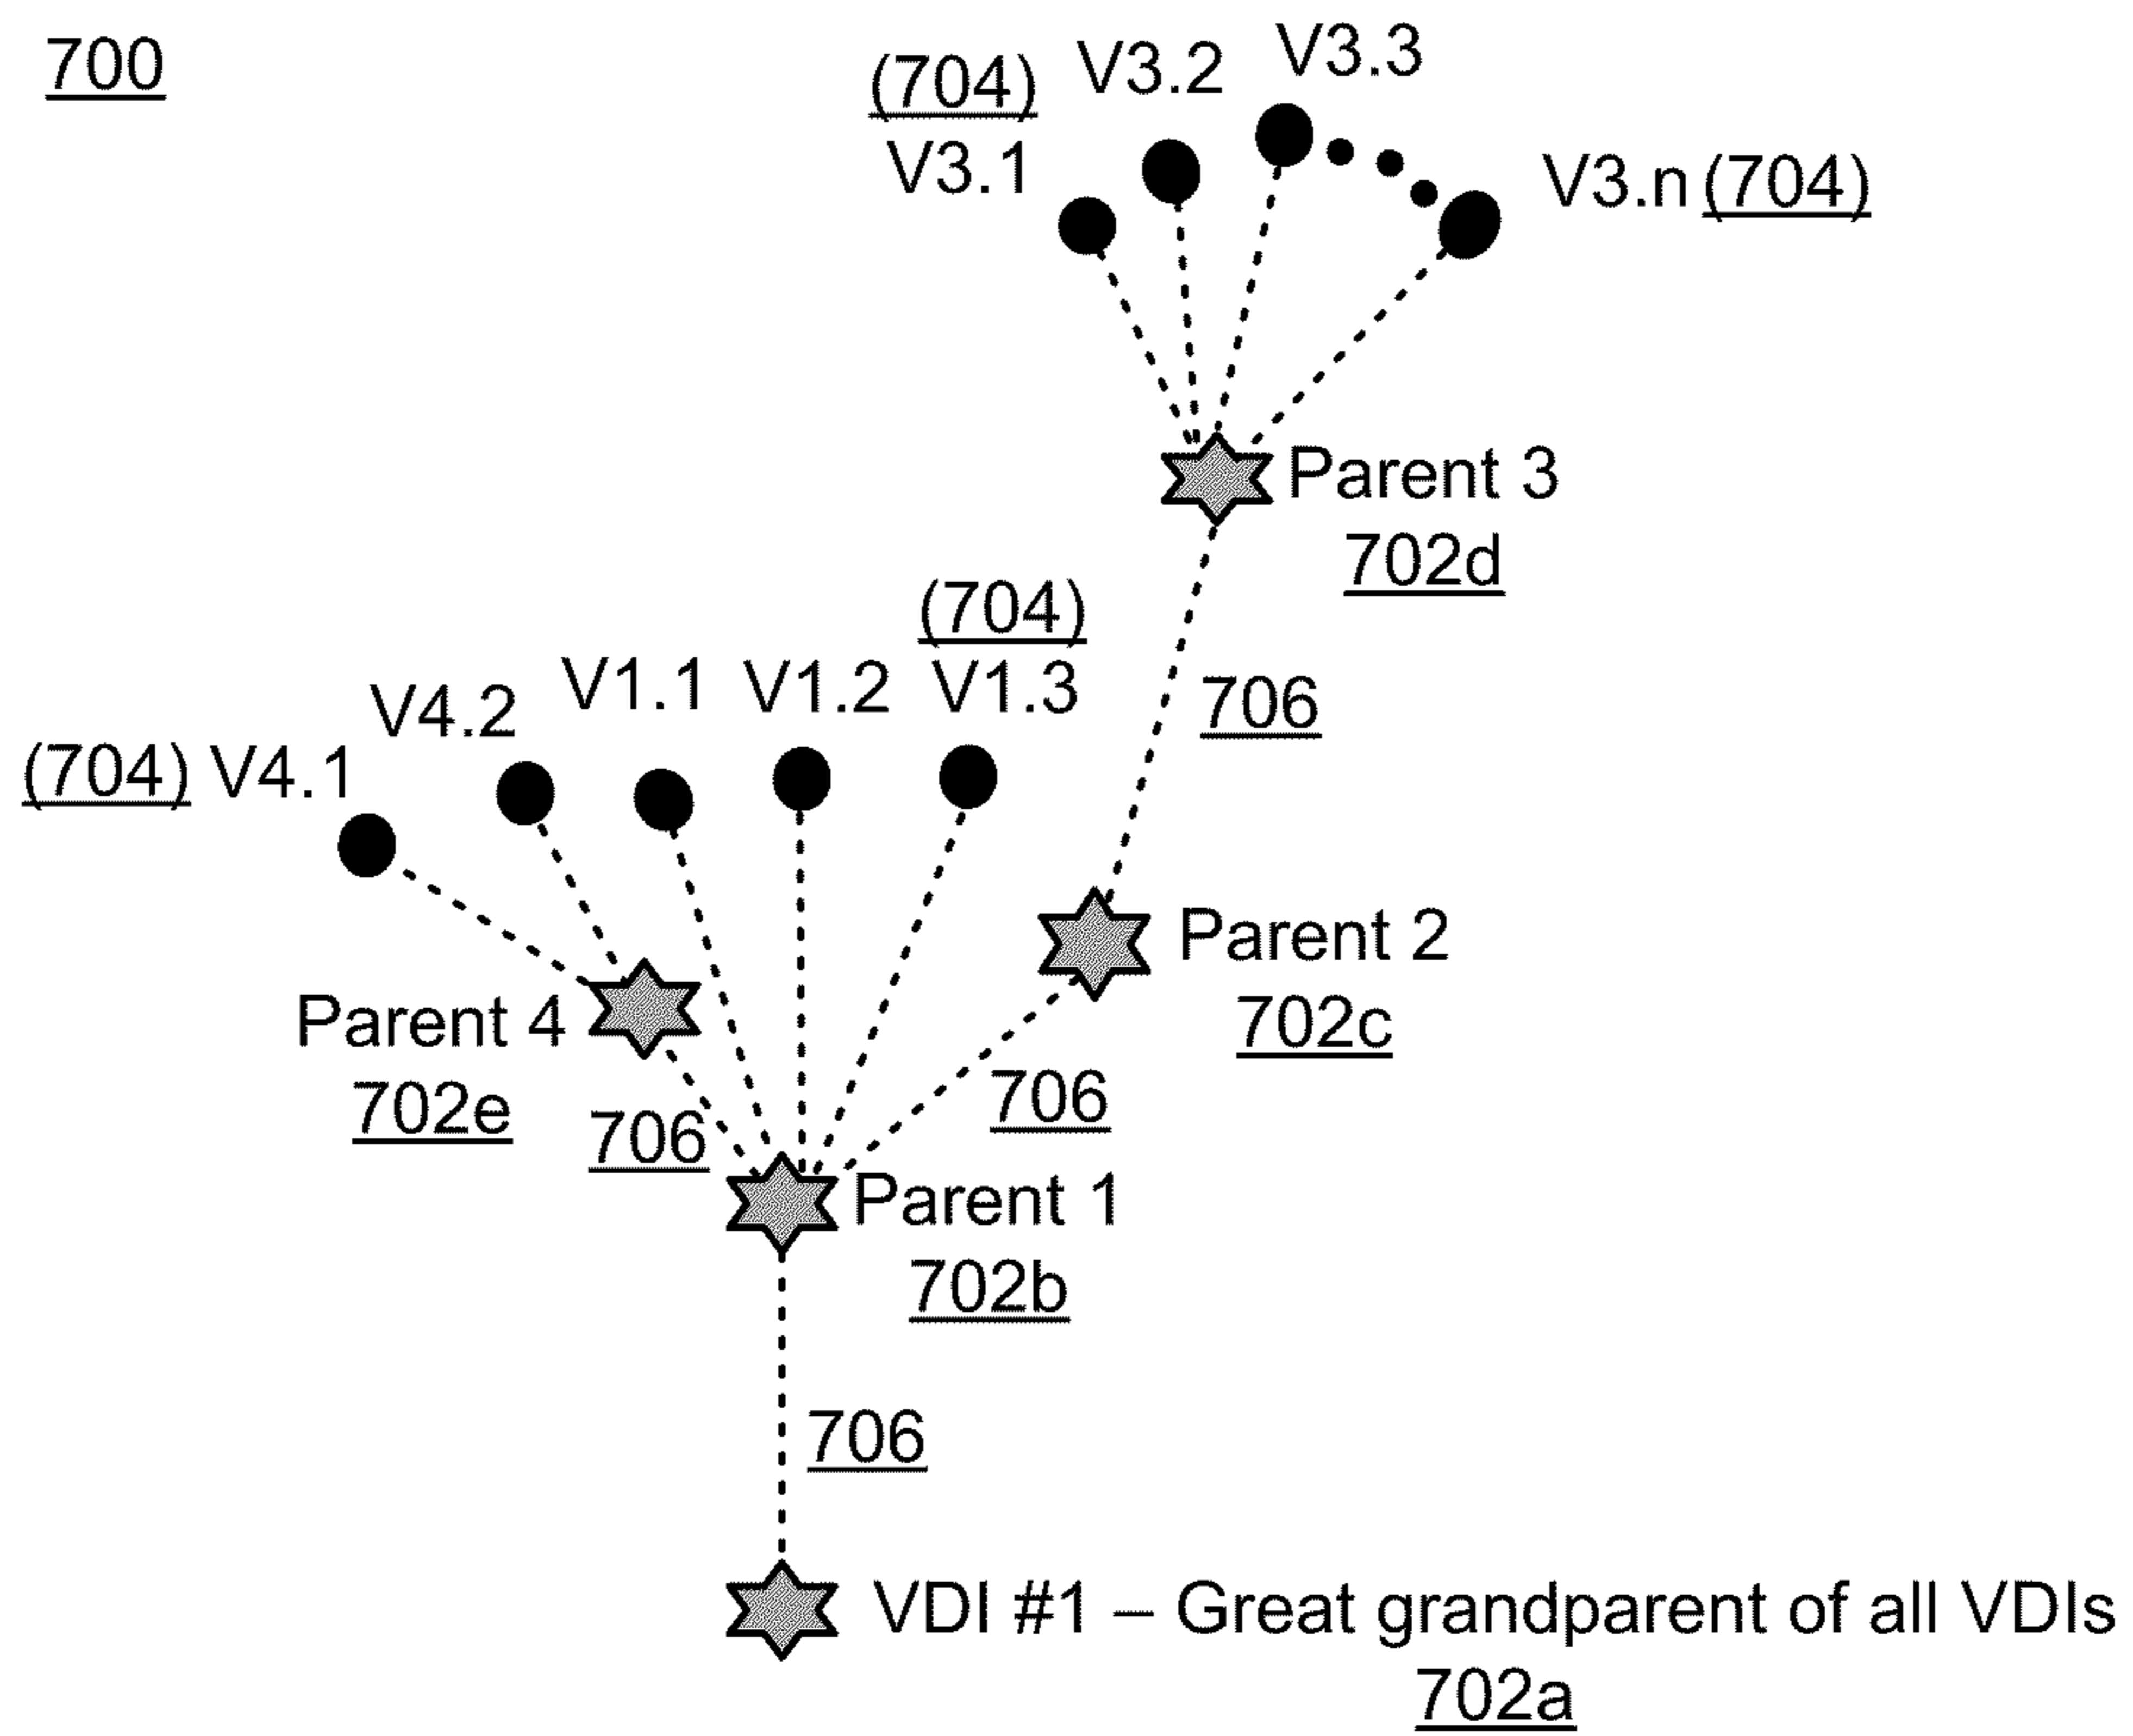 700
(704)
V3.2
V3.3
V3.1
V3.n (704)
Parent 3
702d
(704)
V4.2
V1.1
V1.2
V1.3
706
(704) V4.1
Parent 2
702c
Parent 4
702e
706
706
Parent 1
702b
706
VDI #1 – Great grandparent of all VDIs
702a